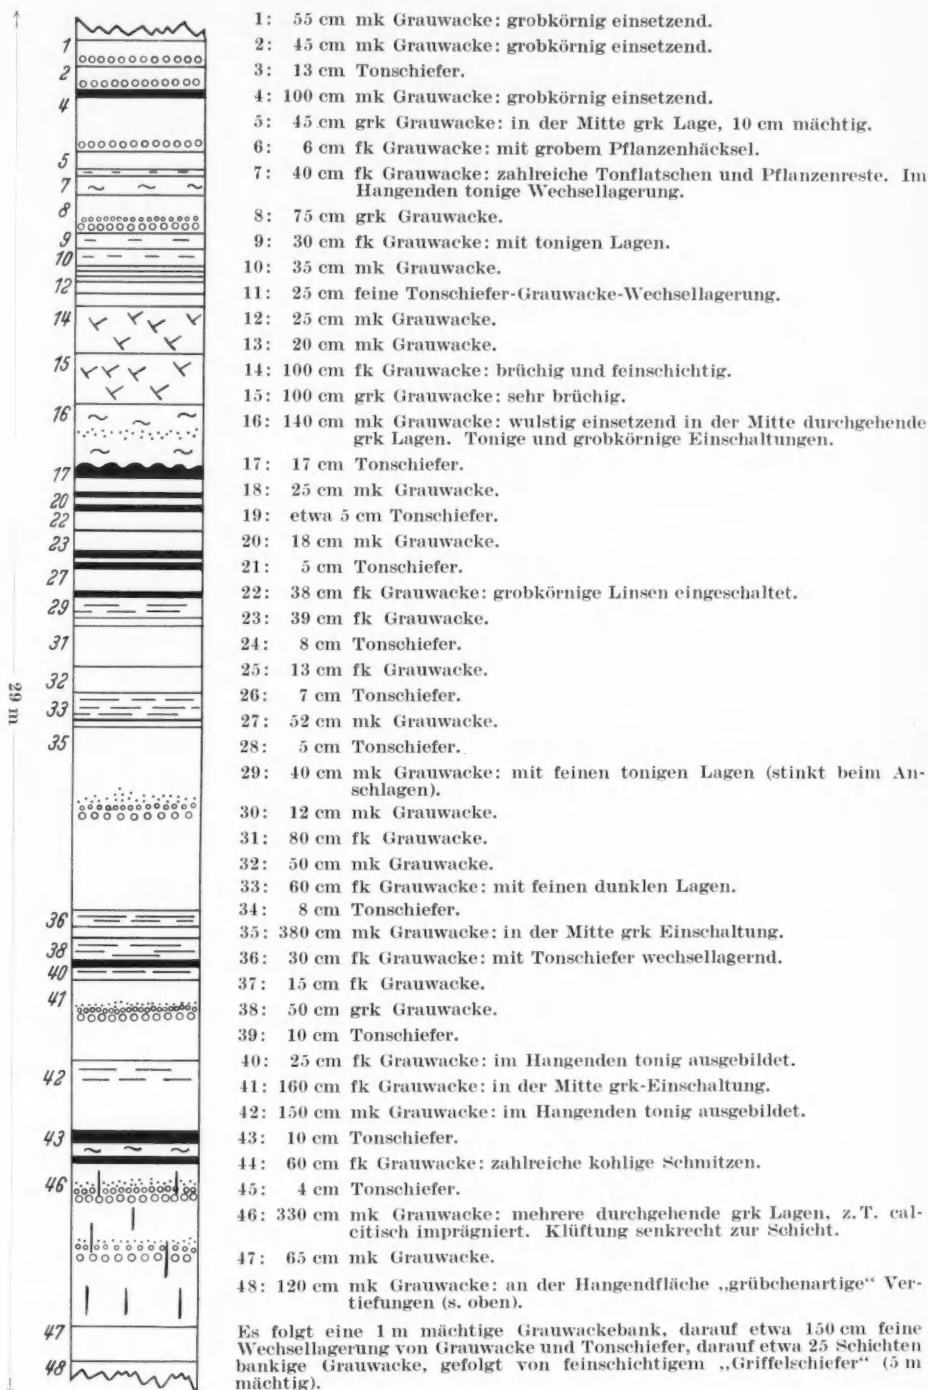 1: 55 cm mk Grauwacke: grobkörnig einsetzend.
2: 45 cm mk Grauwacke: grobkörnig einsetzend.
3: 13 cm Tonschiefer.
4: 100 cm mk Grauwacke: grobkörnig einsetzend.
5: 45 cm grk Grauwacke: in der Mitte grk Lage, 10 cm mächtig.
6: 6 cm fk Grauwacke: mit grobem Pflanzenhäcksel.
7: 40 cm fk Grauwacke: zahlreiche Tonflatschen und Pflanzenreste. Im
Hangenden tonige Wechsellagerung.
8: 75 cm grk Grauwacke.
9: 30 cm fk Grauwacke: mit tonigen Lagen.
10: 35 cm mk Grauwacke.
11: 25 cm feine Tonschiefer-Grauwacke-Wechsellagerung.
12: 25 cm mk Grauwacke.
13: 20 cm mk Grauwacke.
14: 100 cm fk Grauwacke: brüchig und feinschichtig.
15: 100 cm grk Grauwacke: sehr brüchig.
16: 140 cm mk Grauwacke: wulstig einsetzend in der Mitte durchgehende
grk Lagen. Tonige und grobkörnige Einschaltungen.
17: 17 cm Tonschiefer.
18: 25 cm mk Grauwacke.
19: etwa 5 cm Tonschiefer.
20: 18 cm mk Grauwacke.
21: 5 cm Tonschiefer.
22: 38 cm fk Grauwacke: grobkörnige Linsen eingeschaltet.
23: 39 cm fk Grauwacke.
24: 8 cm Tonschiefer.
25: 13 cm fk Grauwacke.
26: 7 cm Tonschiefer.
27: 52 cm mk Grauwacke.
28: 5 cm Tonschiefer.
29: 40 cm mk Grauwacke: mit feinen tonigen Lagen (stinkt beim An-
schlagen).
30: 12 cm mk Grauwacke.
31: 80 cm fk Grauwacke.
32: 50 cm mk Grauwacke.
33: 60 cm fk Grauwacke: mit feinen dunklen Lagen.
34: 8 cm Tonschiefer.
35: 380 cm mk Grauwacke: in der Mitte grk Einschaltung.
36: 30 cm fk Grauwacke: mit Tonschiefer wechsellagernd.
37: 15 cm fk Grauwacke.
38: 50 cm grk Grauwacke.
39: 10 cm Tonschiefer.
40: 25 cm fk Grauwacke: im Hangenden tonig ausgebildet.
41: 160 cm fk Grauwacke: in der Mitte grk-Einschaltung.
42: 150 cm mk Grauwacke: im Hangenden tonig ausgebildet.
43: 10 cm Tonschiefer.
44: 60 cm fk Grauwacke: zahlreiche kohlige Schmitzen.
45: 4 cm Tonschiefer.
46: 330 cm mk Grauwacke: mehrere durchgehende grk Lagen, z.T. cal-
citisch imprägniert. Klüftung senkrecht zur Schicht.
47: 65 cm mk Grauwacke.
48: 120 cm mk Grauwacke: an der Hangendfläche „grübchenartige“ Ver-
tiefungen (s. oben).
Es folgt eine 1 m mächtige Grauwackebank, darauf etwa 150 cm feine
Wechsellagerung von Grauwacke und Tonschiefer, darauf etwa 25 Schichten
bankige Grauwacke, gefolgt von feinschichtigem „Griffelschiefer“ (5 m
mächtig).
29 m
1
2
4
5
7
8
9
10
12
14
15
16
17
20
22
23
27
29
31
32
33
35
36
38
40
41
42
43
46
47
48